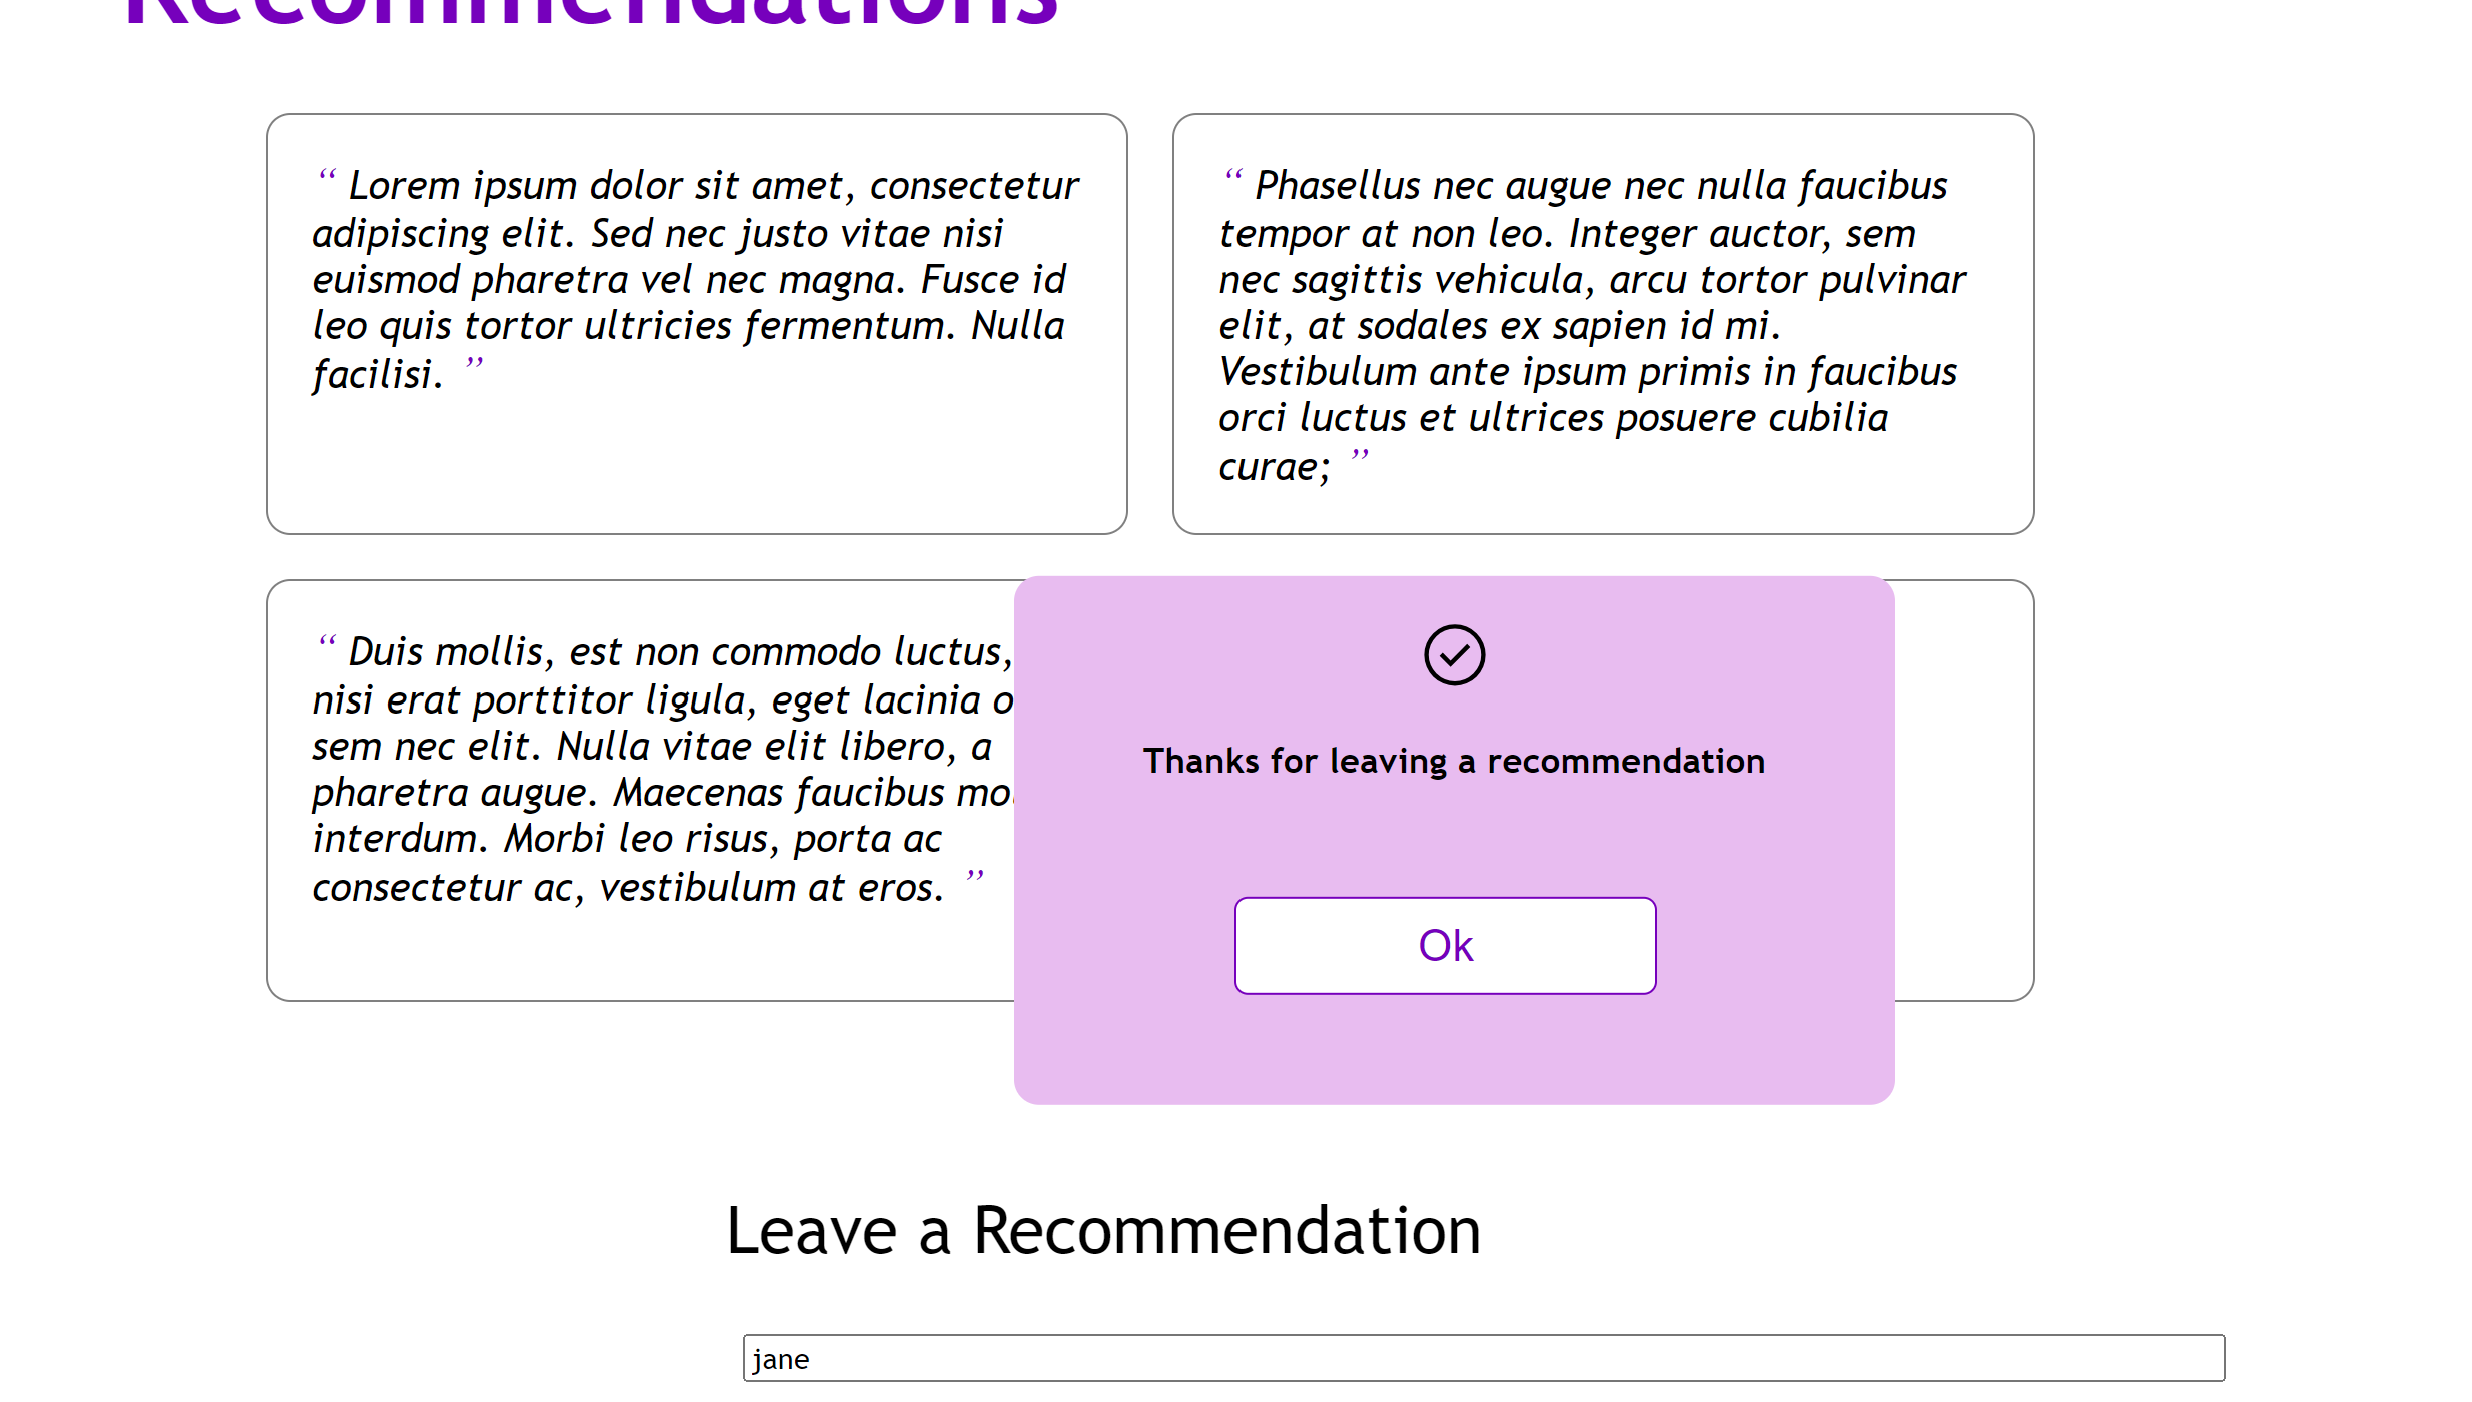 Recommendations
“ Lorem ipsum dolor sit amet, consectetur
adipiscing elit. Sed nec justo vitae nisi
euismod pharetra vel nec magna. Fusce id
leo quis tortor ultricies fermentum. Nulla
facilisi. ”
“ Phasellus nec augue nec nulla faucibus
tempor at non leo. Integer auctor, sem
nec sagittis vehicula, arcu tortor pulvinar
elit, at sodales ex sapien id mi.
Vestibulum ante ipsum primis in faucibus
orci luctus et ultrices posuere cubilia
curae; ”
“ Duis mollis, est non commodo luctus,
nisi erat porttitor ligula, eget lacinia
sem nec elit. Nulla vitae elit libero, a
pharetra augue. Maecenas faucibus
interdum. Morbi leo risus, porta ac
consectetur ac, vestibulum at eros. ”
Thanks for leaving a recommendation
Ok
Leave a Recommendation
jane